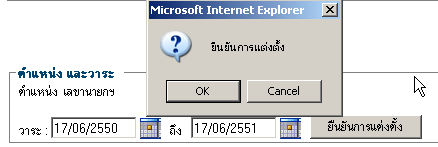 Microsoft Internet Explorer
ยืนยันการแต่งตั้ง
OK Cancel
ตำแหน่ง และวาระ
ตำแหน่ง เลขานายกฯ
วาระ : 17/06/2550 ถึง 17/06/2551 ยืนยันการแต่งตั้ง